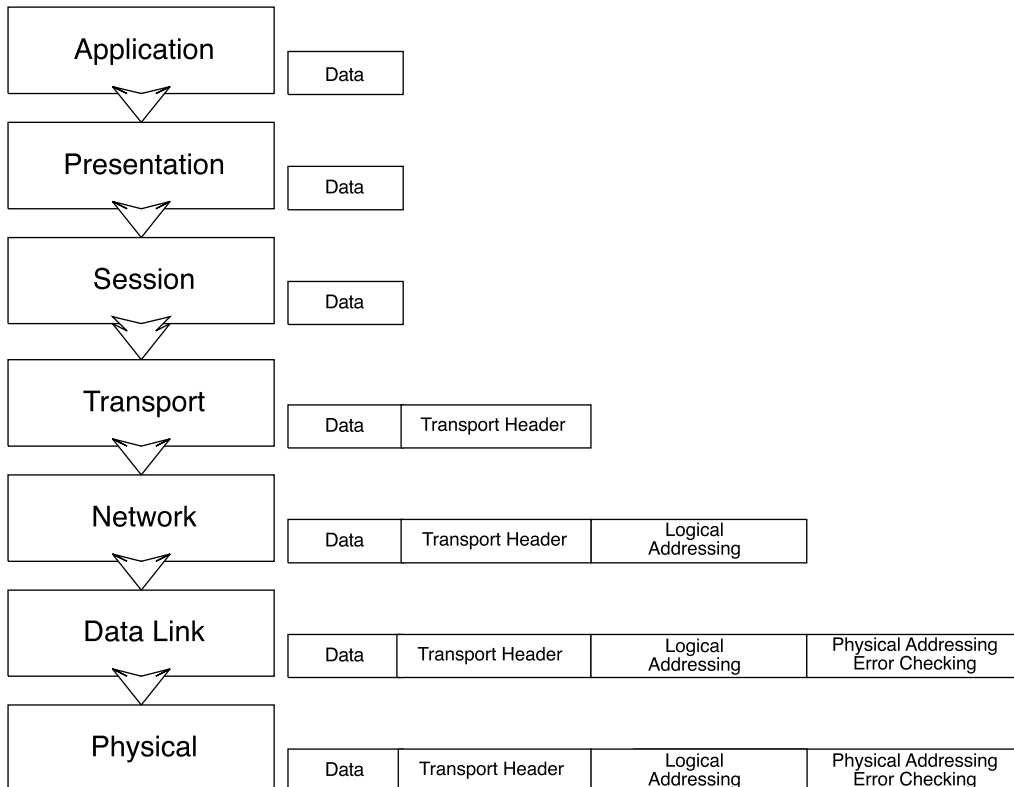 Application
Data
Presentation
Data
Session
Data
Transport
Data
Transport Header
Network
Data
Transport Header
Logical
Addressing
Data Link
Data
Transport Header
Logical
Addressing
Physical Addressing
Error Checking
Physical
Data
Transport Header
Logical
Addressing
Physical Addressing
Error Checking